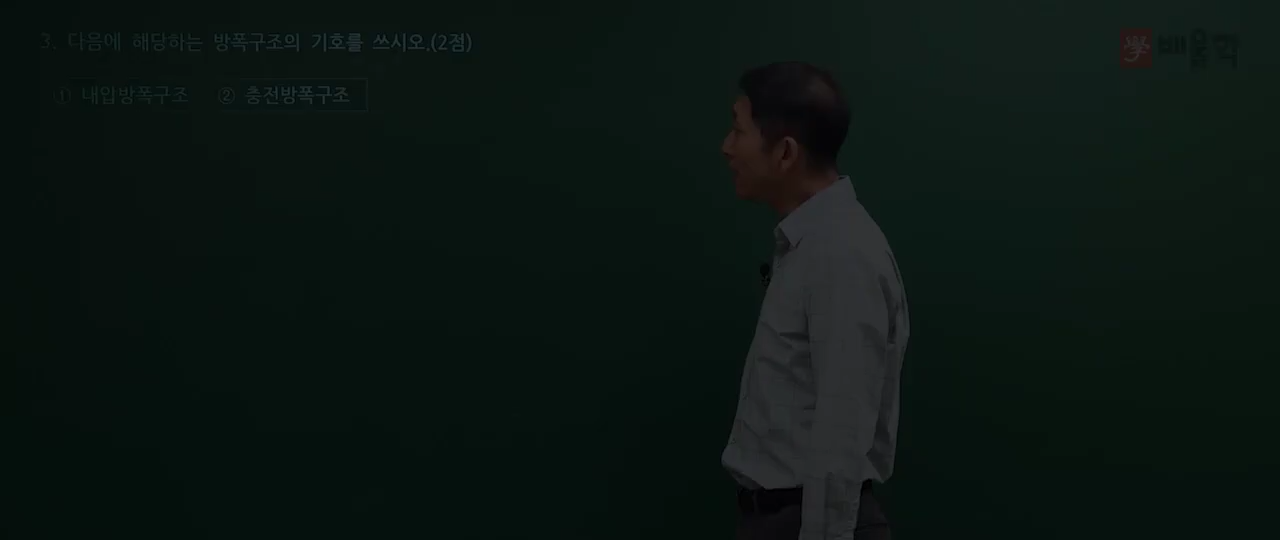 3. 다음에 해당하는 방폭구조의 기호를 쓰시오.(2점)
① 내압방폭구조 ② 충전방폭구조
배울학